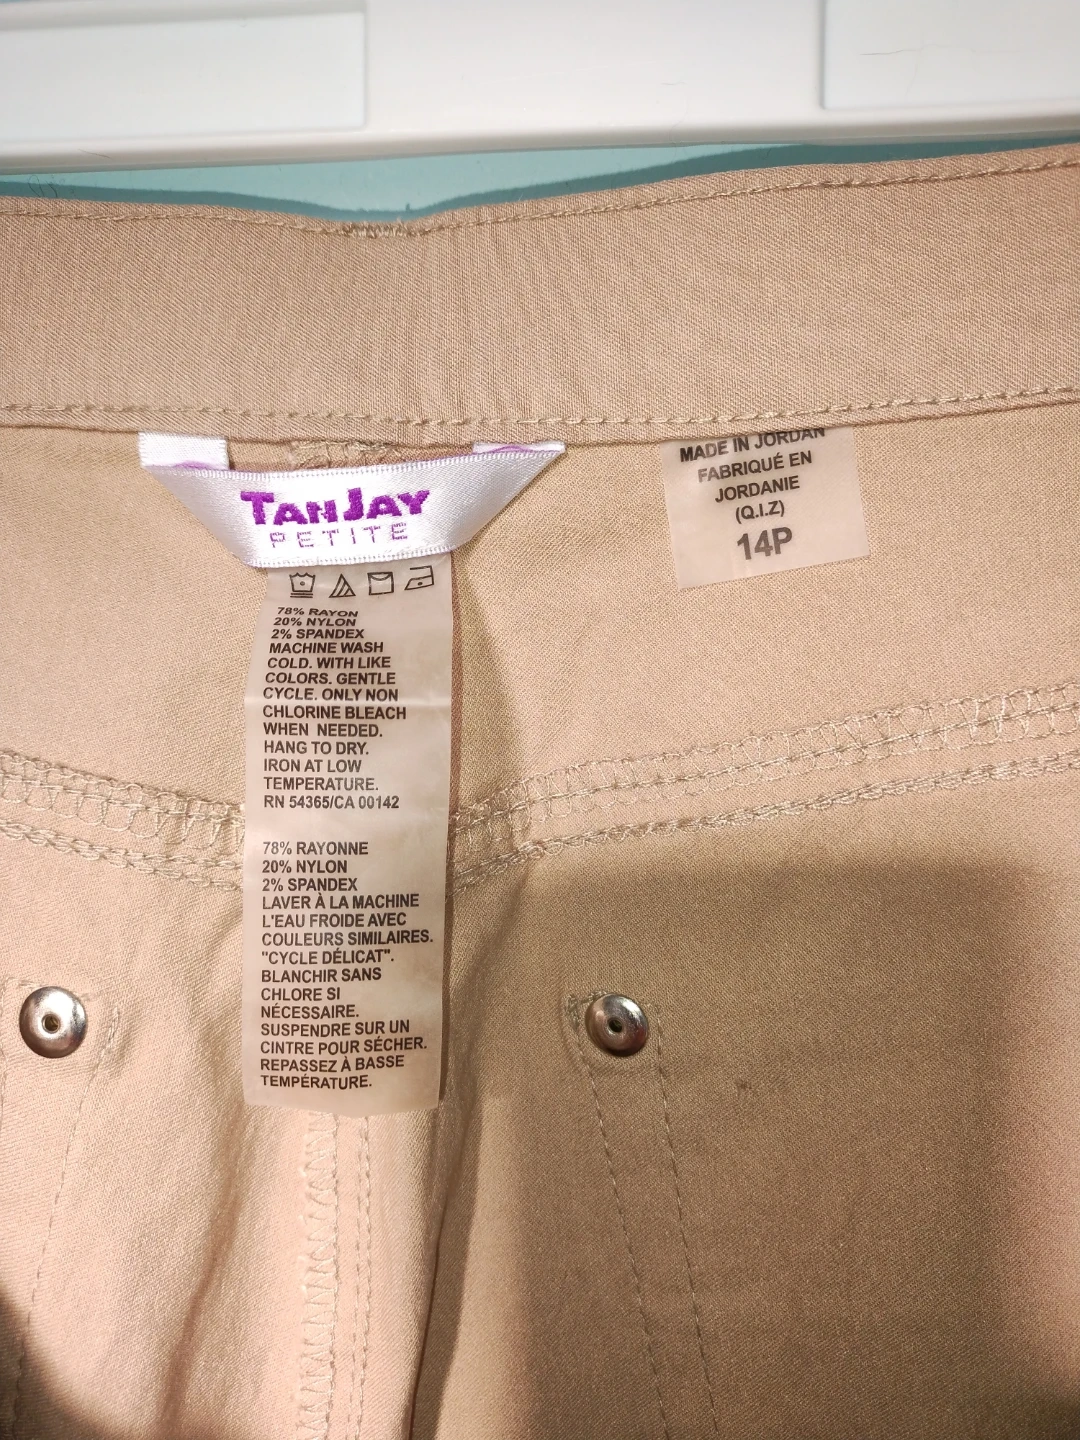 TANJAY
PETITE
78% RAYON
20% NYLON
2% SPANDEX
MACHINE WASH
COLD. WITH LIKE
COLORS. GENTLE
CYCLE. ONLY NON
CHLORINE BLEACH
WHEN NEEDED.
HANG TO DRY.
IRON AT LOW
TEMPERATURE.
RN 54365/CA 00142
78% RAYONNE
20% NYLON
2% SPANDEX
LAVER À LA MACHINE
L'EAU FROIDE AVEC
COULEURS SIMILAIRES.
"CYCLE DÉLICAT".
BLANCHIR SANS
CHLORE SI
NÉCESSAIRE.
SUSPENDRE SUR UN
CINTRE POUR SÉCHER.
REPASSEZ À BASSE
TEMPÉRATURE.
MADE IN JORDAN
FABRIQUÉ EN
JORDANIE
(Q.I.Z)
14P